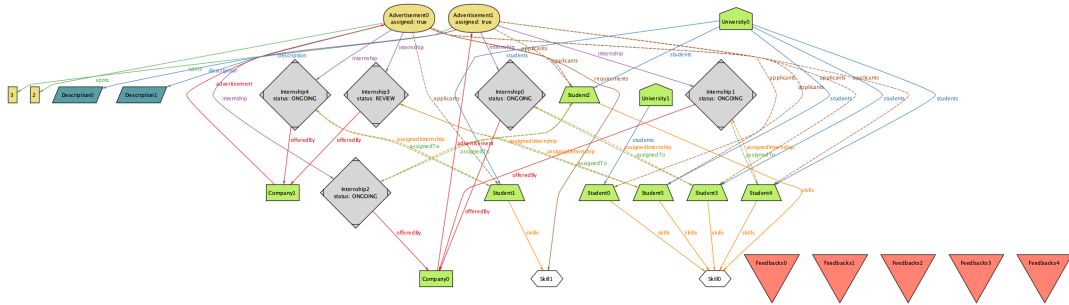 Advertisement0
assigned: true
Advertisement1
assigned: true
University0
internship
internship
internship
internship
applicants
students
students
description
description
spots
spots
advertisement
requirements
applicants
applicants
applicants
applicants
3
2
Description0
Description1
internship
Internship4
status: ONGOING
Internship3
status: REVIEW
Internship0
status: ONGOING
Student2
University1
Internship1
status: ONGOING
applicants
students
students
students
students
offeredBy
offeredBy
assignedInternship
assignedTo
advertisement
assignedInternship
assignedTo
assignedInternship
assignedInternship
assignedTo
assignedInternship
assignedTo
offeredBy
Internship2
status: ONGOING
Company1
Student1
Student0
Student5
Student3
Student4
skills
offeredBy
offeredBy
skills
skills
skills
skills
skills
Company0
Skill1
Skill0
Feedbacks0
Feedbacks1
Feedbacks2
Feedbacks3
Feedbacks4